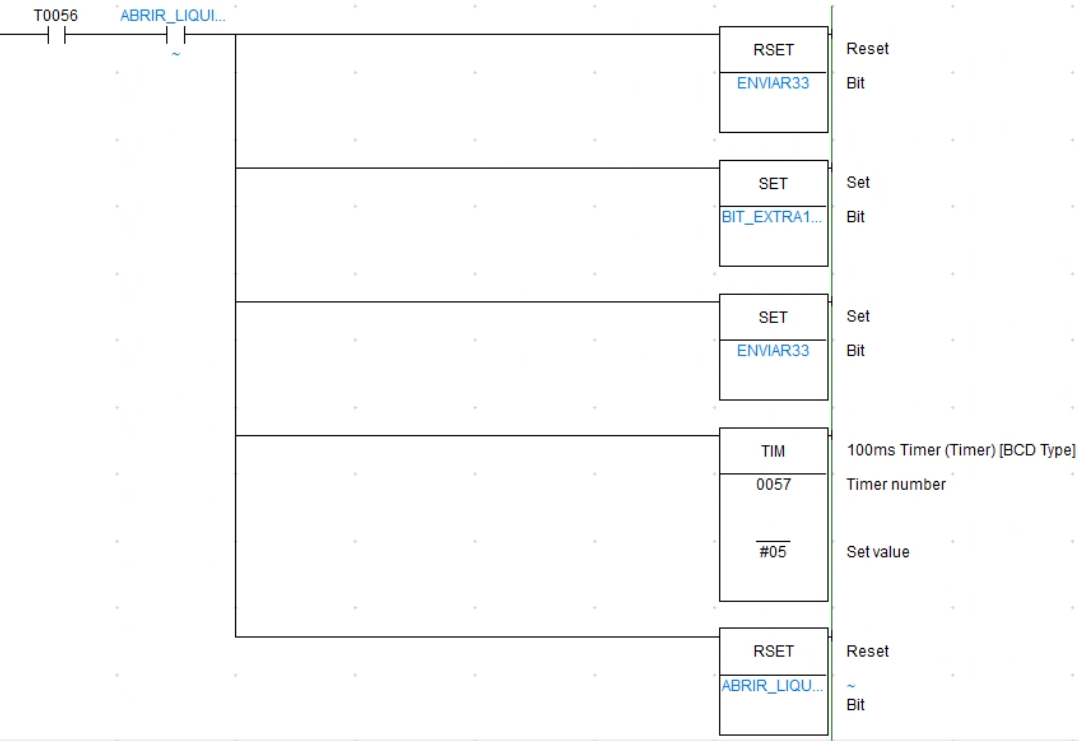 T0056 ABRIR_LIQUI...
~
RSET Reset
ENVIAR33 Bit
SET Set
BIT_EXTRA1... Bit
SET Set
ENVIAR33 Bit
TIM 100ms Timer (Timer) [BCD Type]
0057 Timer number
#05 Set value
RSET Reset
ABRIR_LIQU... ~
Bit